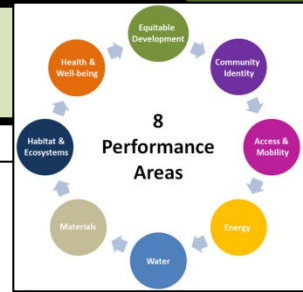 Equitable
Development
Community
Identity
Access &
Mobility
Energy
Water
Materials
Habitat &
Ecosystems
Health &
Well-being
8
Performance
Areas